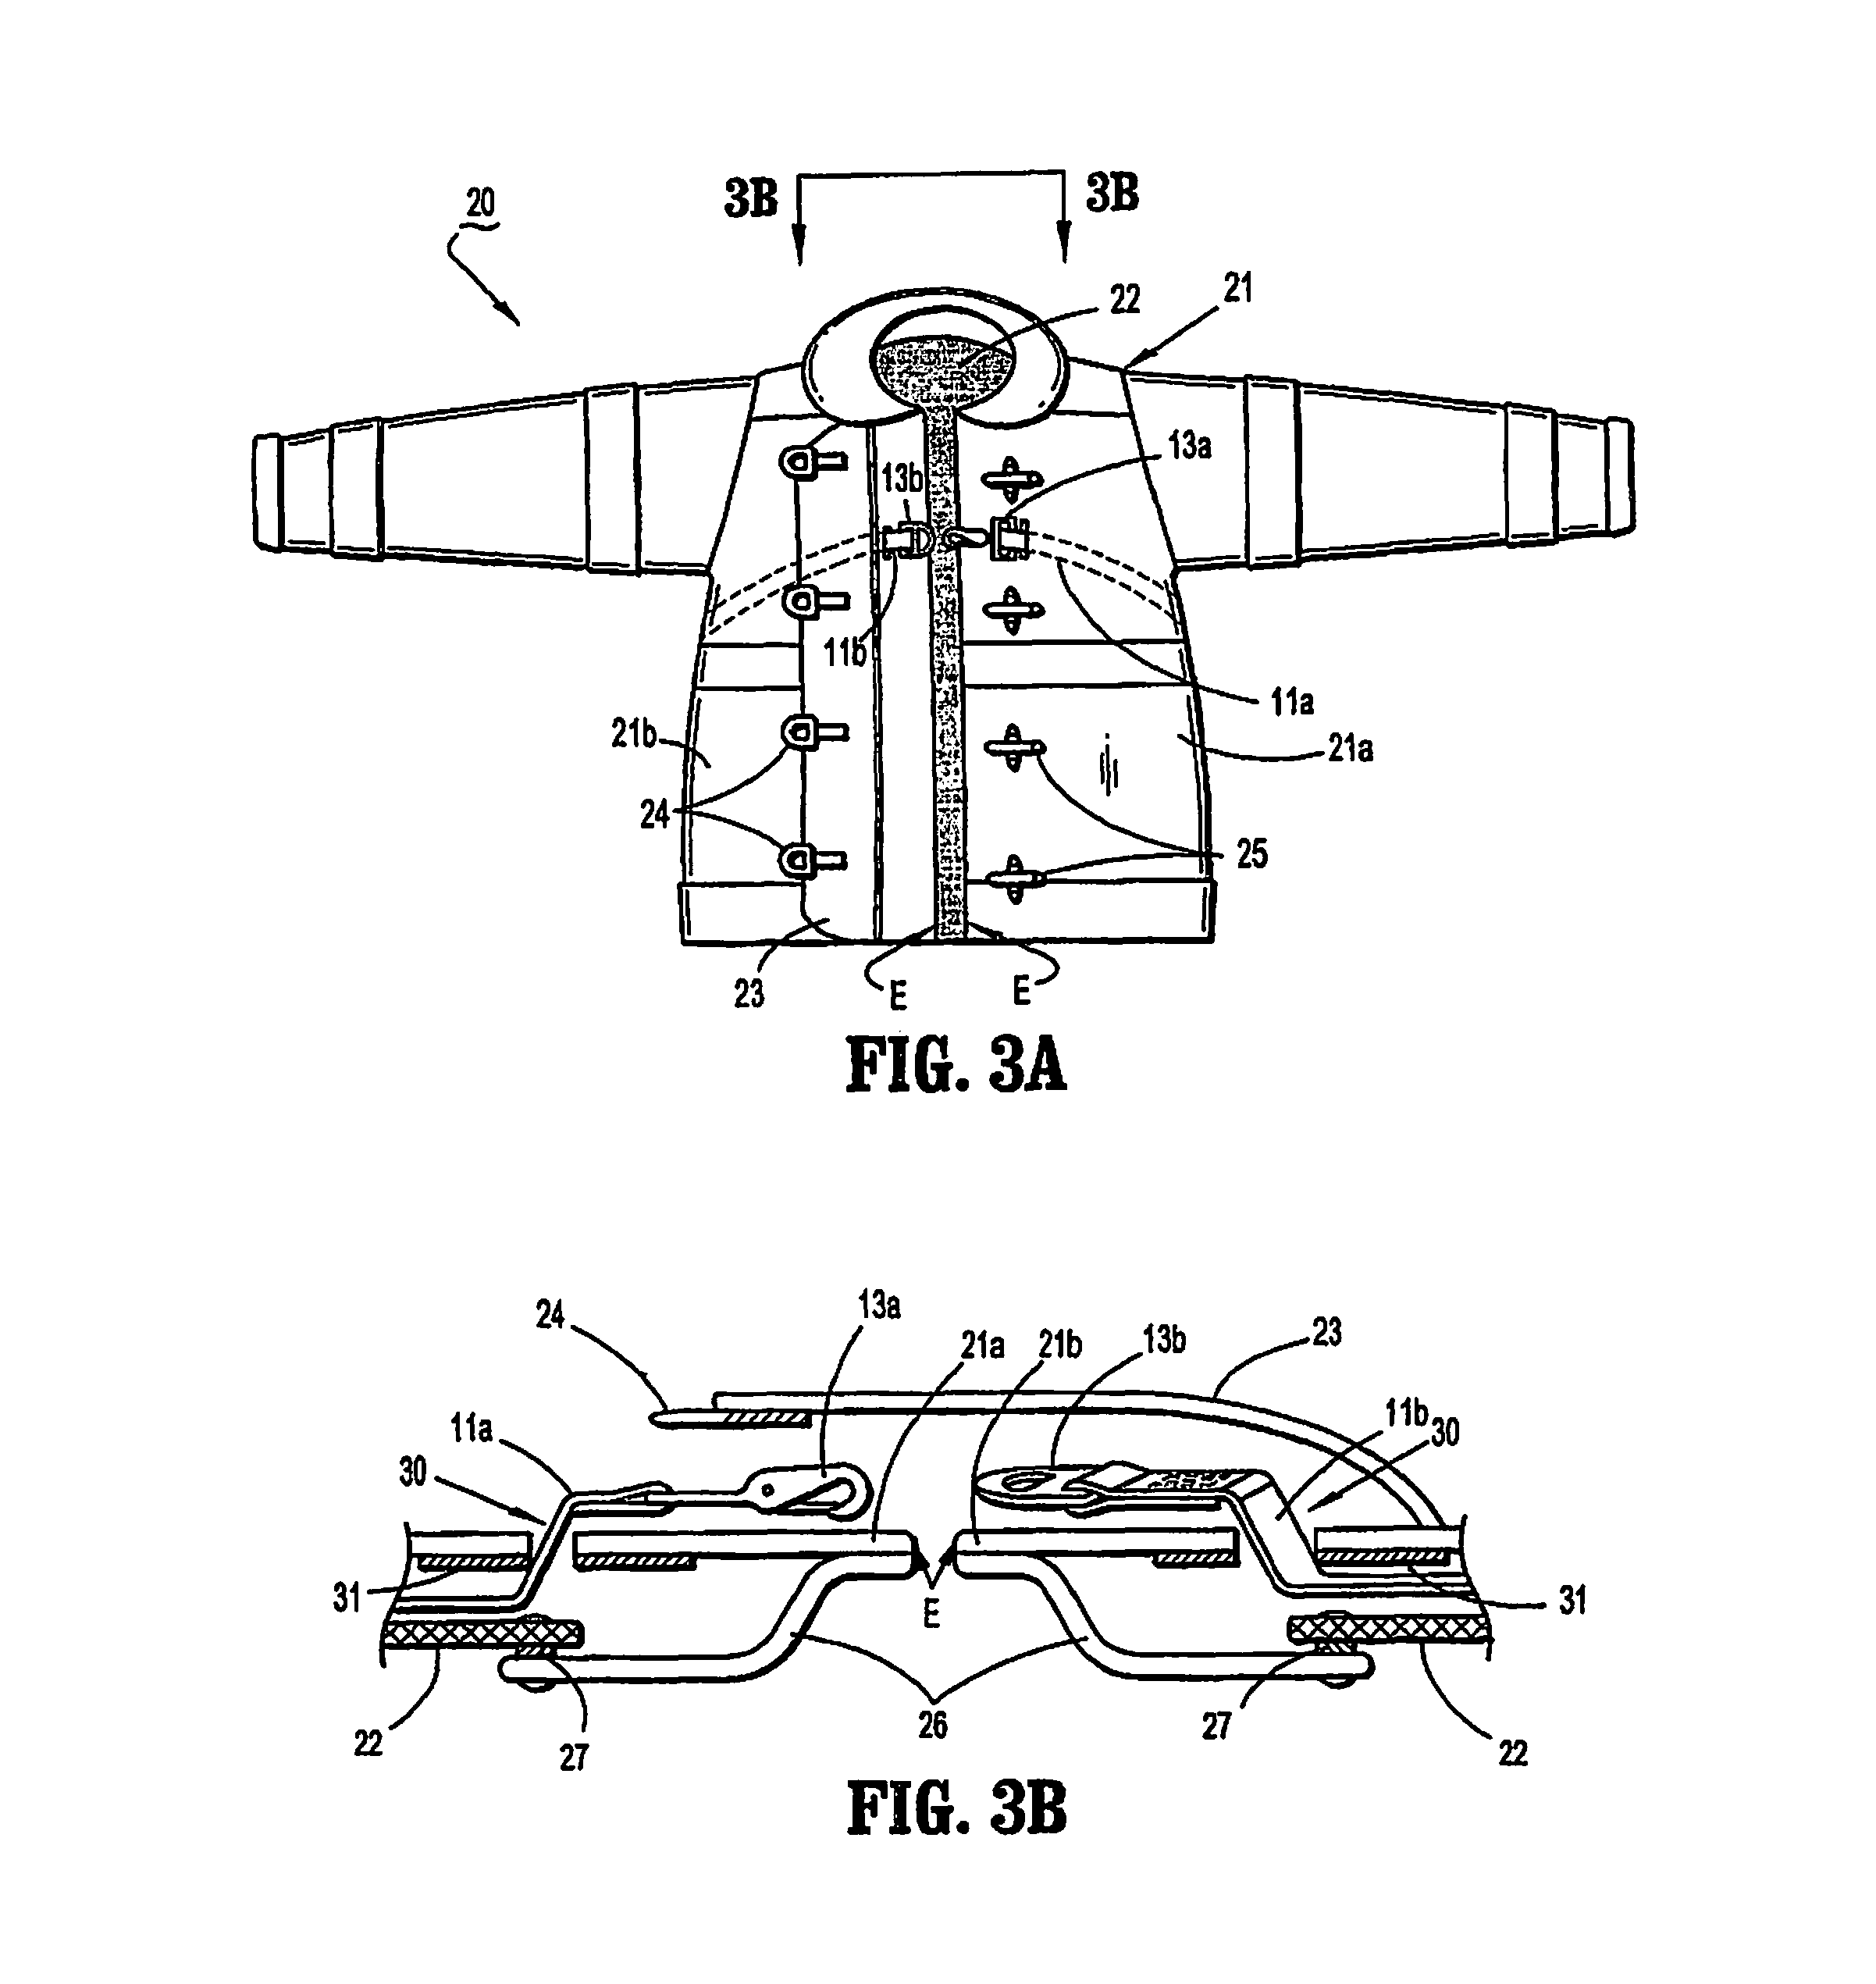 3B 3B
20
22 21
13a
13b
11b
11a
21b 21a
24
25
23 E E
FIG. 3A
24 13a 21a 21b 13b 23
11a 11b
30 30
31 E 31
22 27 26 27 22
FIG. 3B